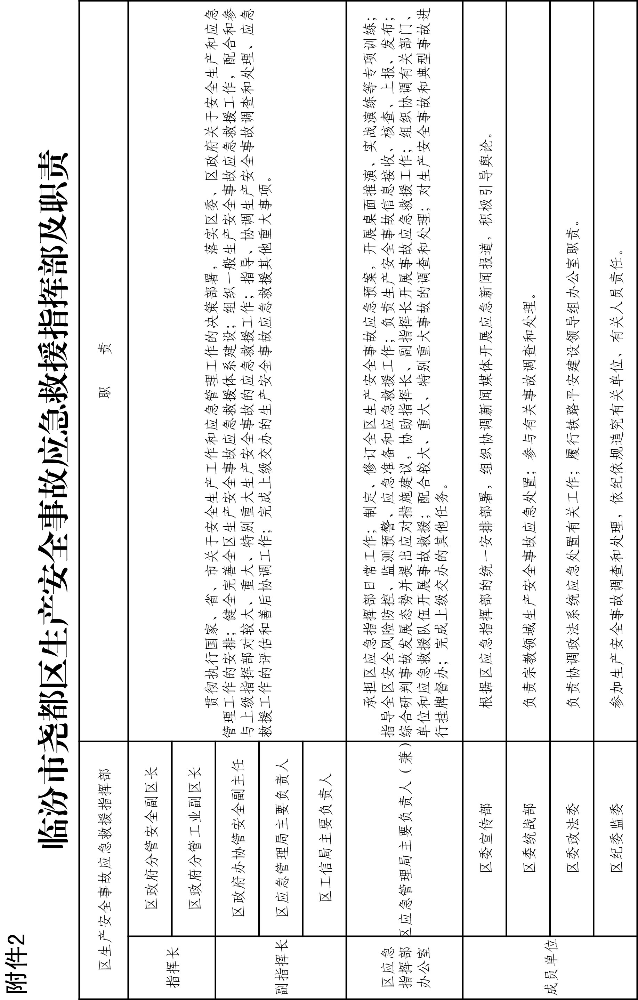 附件2
临汾市尧都区生产安全事故应急救援指挥部及职责
区生产安全事故应急救援指挥部
职 责
指挥长
区政府分管安全副区长
区政府分管工业副区长
副指挥长
区政府办协管安全副主任
区应急管理局主要负责人
区工信局主要负责人
贯彻执行国家、省、市关于安全生产工作和应急管理工作的决策部署，落实区委、区政府关于安全生产和应急
管理工作的安排；健全完善全区生产安全事故应急救援体系建设；组织一般生产安全事故应急救援工作，配合和参
与上级指挥部对较大、重大、特别重大生产安全事故的应急救援工作；指导、协调生产安全事故调查和处理、应急
救援工作的评估和善后协调工作；完成上级交办的生产安全事故应急救援其他重大事项。
区应急
指挥部
办公室
区应急管理局主要负责人（兼）
承担区应急指挥部日常工作；制定、修订全区生产安全事故应急预案，开展桌面推演、实战演练等专项训练；
指导全区安全风险防控、监测预警、应急准备和应急救援工作；负责生产安全事故信息接收、核查、上报、发布；
综合研判事故发展态势并提出应对措施建议，协助指挥长、副指挥长开展事故应急救援工作；组织协调有关部门、
单位和应急救援队伍开展事故救援；配合较大、重大、特别重大事故的调查和处理；对生产安全事故和典型事故进
行挂牌督办；完成上级交办的其他任务。
成员单位
区委宣传部
根据区应急指挥部的统一安排部署，组织协调新闻媒体开展应急新闻报道，积极引导舆论。
区委统战部
负责宗教领域生产安全事故应急处置；参与有关事故调查和处理。
区委政法委
负责协调政法系统应急处置有关工作；履行铁路平安建设领导组办公室职责。
区纪委监委
参加生产安全事故调查和处理，依纪依规追究有关单位、有关人员责任。